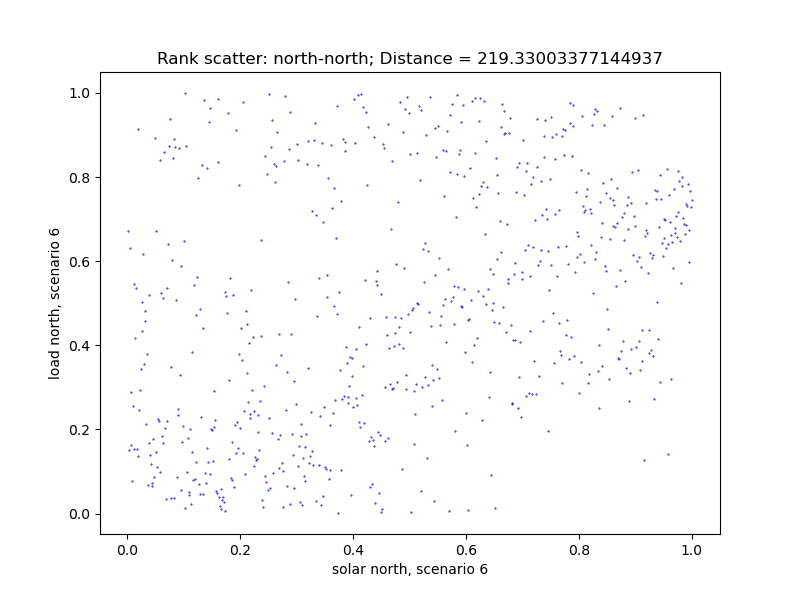 Rank scatter: north-north; Distance = 219.33003377144937
1.0
0.8
0.6
0.4
0.2
0.0
load north, scenario 6
0.0 0.2 0.4 0.6 0.8 1.0
solar north, scenario 6